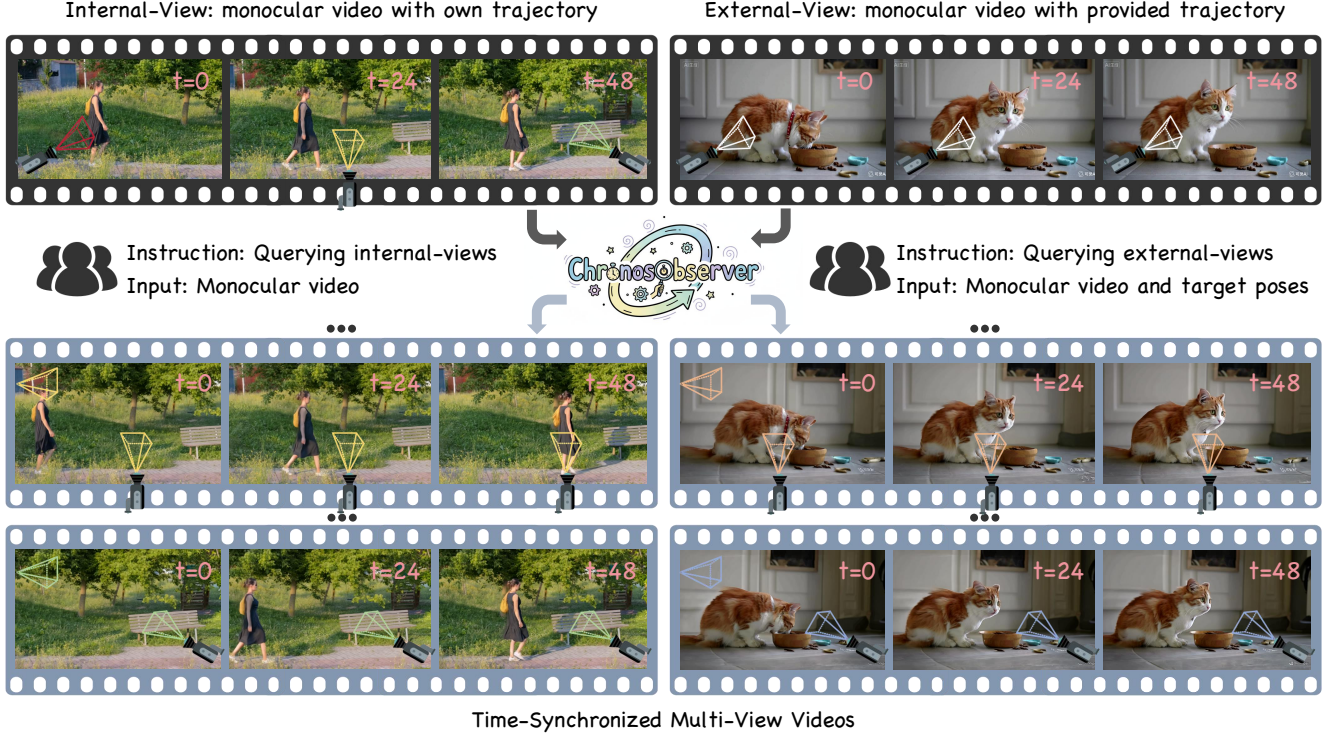 Internal-View: monocular video with own trajectory
External-View: monocular video with provided trajectory
t=0
t=24
t=48
t=0
t=24
t=48
Instruction: Querying internal-views
Input: Monocular video
ChronosObserver
Instruction: Querying external-views
Input: Monocular video and target poses
t=0
t=24
t=48
t=0
t=24
t=48
t=0
t=24
t=48
t=0
t=24
t=48
Time-Synchronized Multi-View Videos